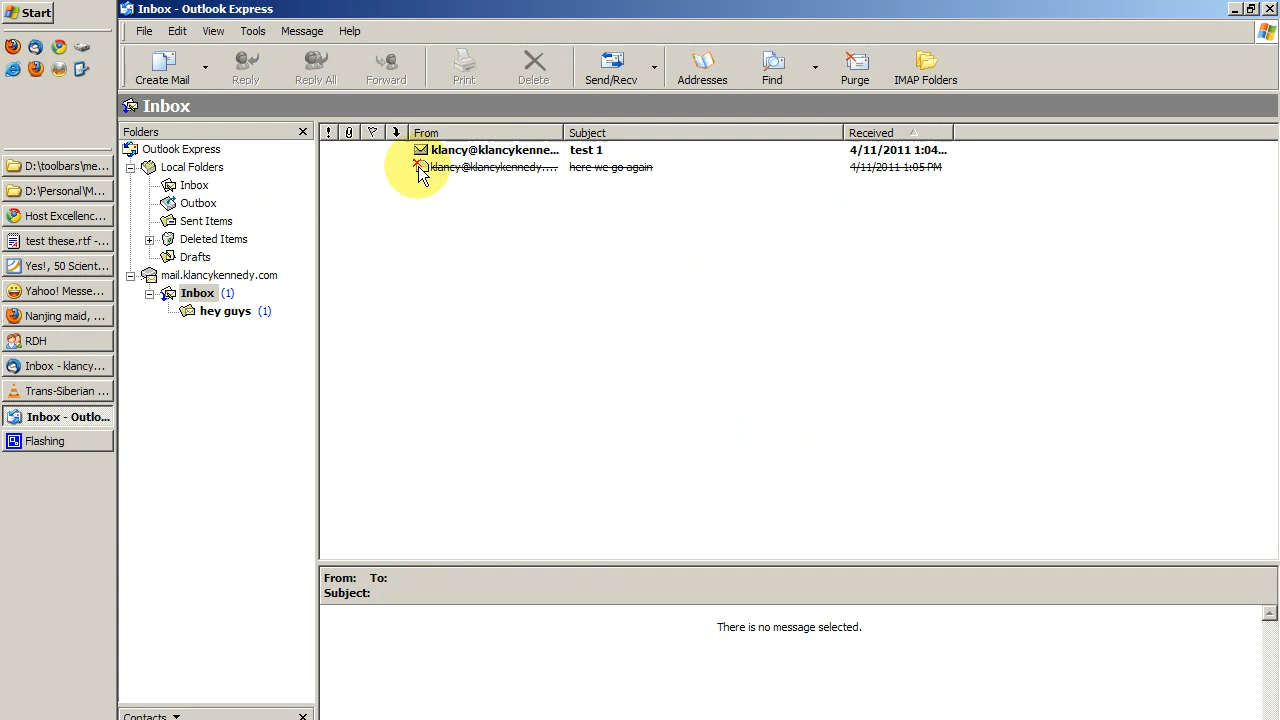 Start
Inbox - Outlook Express
File Edit View Tools Message Help
Create Mail Reply Reply All Forward Print Delete Send/Recv Addresses Find Purge IMAP Folders
Inbox
Folders
Outlook Express
Local Folders
Inbox
Outbox
Sent Items
Deleted Items
Drafts
mail.klancykennedy.com
Inbox (1)
hey guys (1)
Contacts
! From Subject Received
klancy@klancykenne... test 1 4/11/2011 1:04...
klancy@klancykennedy.... here we go again 4/11/2011 1:05 PM
From: To:
Subject:
There is no message selected.
D:\toolbars\me...
D:\Personal\M...
Host Excellenc...
test these.rtf -...
Yes!, 50 Scient...
Yahoo! Messe...
Nanjing maid, ...
RDH
Inbox - klancy...
Trans-Siberian ...
Inbox - Outlo...
Flashing